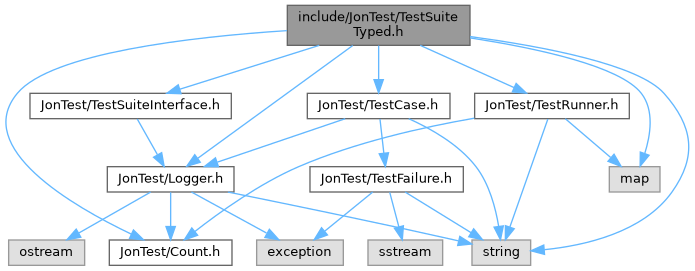 include/JonTest/TestSuite
Typed.h
JonTest/TestSuiteInterface.h
JonTest/TestCase.h
JonTest/TestRunner.h
JonTest/Logger.h
JonTest/TestFailure.h
map
ostream
JonTest/Count.h
exception
sstream
string